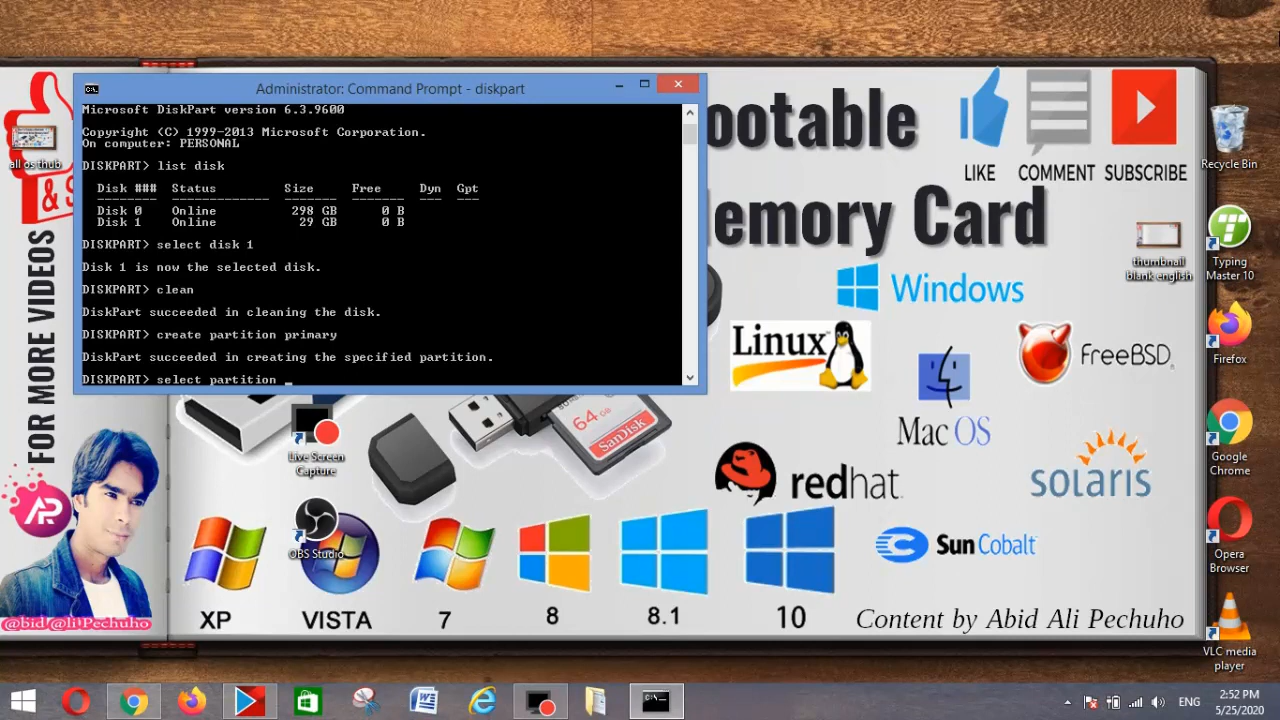 Administrator: Command Prompt - diskpart
Microsoft DiskPart version 6.3.9600
Copyright (C) 1999-2013 Microsoft Corporation.
On computer: PERSONAL
DISKPART> list disk
Disk ### Status Size Free Dyn Gpt
-------- ------------- ------- ------- --- ---
Disk 0 Online 298 GB 0 B
Disk 1 Online 29 GB 0 B
DISKPART> select disk 1
Disk 1 is now the selected disk.
DISKPART> clean
DiskPart succeeded in cleaning the disk.
DISKPART> create partition primary
DiskPart succeeded in creating the specified partition.
DISKPART> select partition _
ootable
emory Card
LIKE
COMMENT
SUBSCRIBE
all os thub
& S
FOR MORE VIDEOS
AP
@bid @li Pechuho
Windows
Linux
Mac OS
FreeBSD
redhat
solaris
Sun Cobalt
64 GB
SanDisk
XP
VISTA
7
8
8.1
10
Content by Abid Ali Pechuho
Live Screen
Capture
OBS Studio
thumbnail
blank english
Recycle Bin
Typing
Master 10
Firefox
Google
Chrome
Opera
Browser
VLC media
player
ENG
2:52 PM
5/25/2020